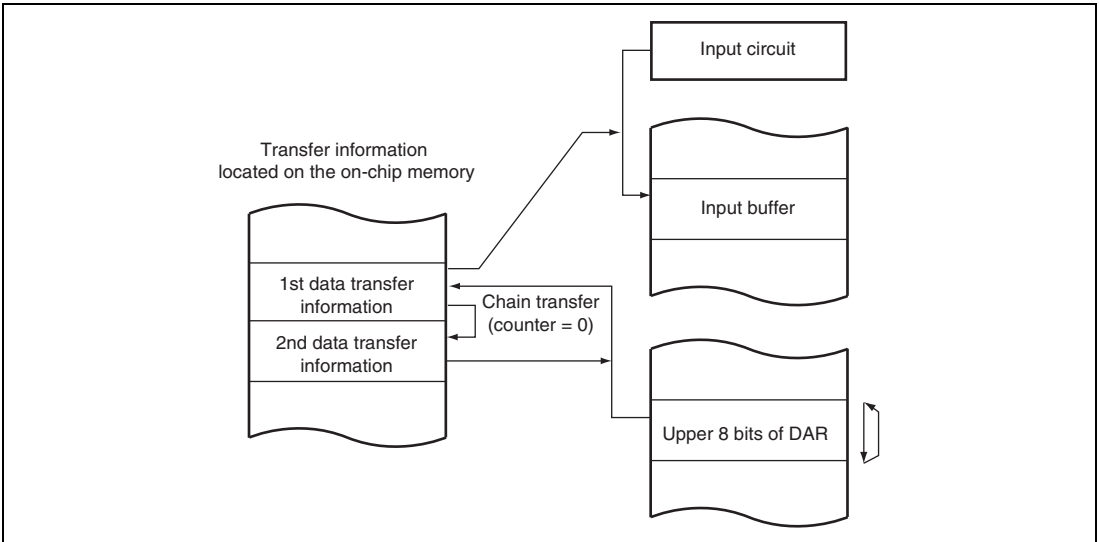 Input circuit
Transfer information
located on the on-chip memory
Input buffer
1st data transfer
information
Chain transfer
(counter = 0)
2nd data transfer
information
Upper 8 bits of DAR